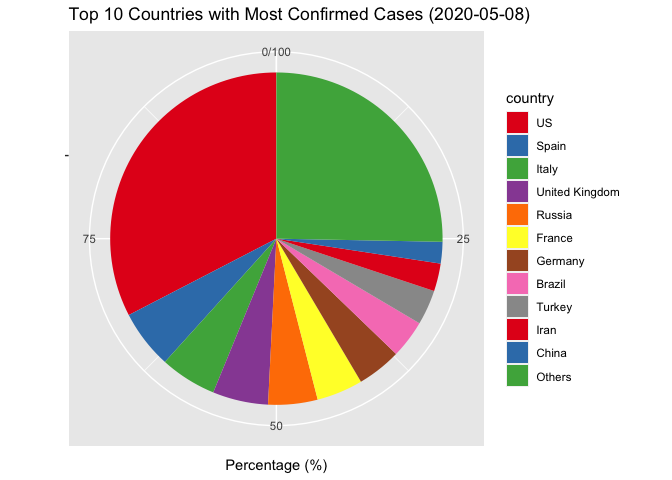 Top 10 Countries with Most Confirmed Cases (2020-05-08)
0/100
25
50
75
Percentage (%)
country
US
Spain
Italy
United Kingdom
Russia
France
Germany
Brazil
Turkey
Iran
China
Others